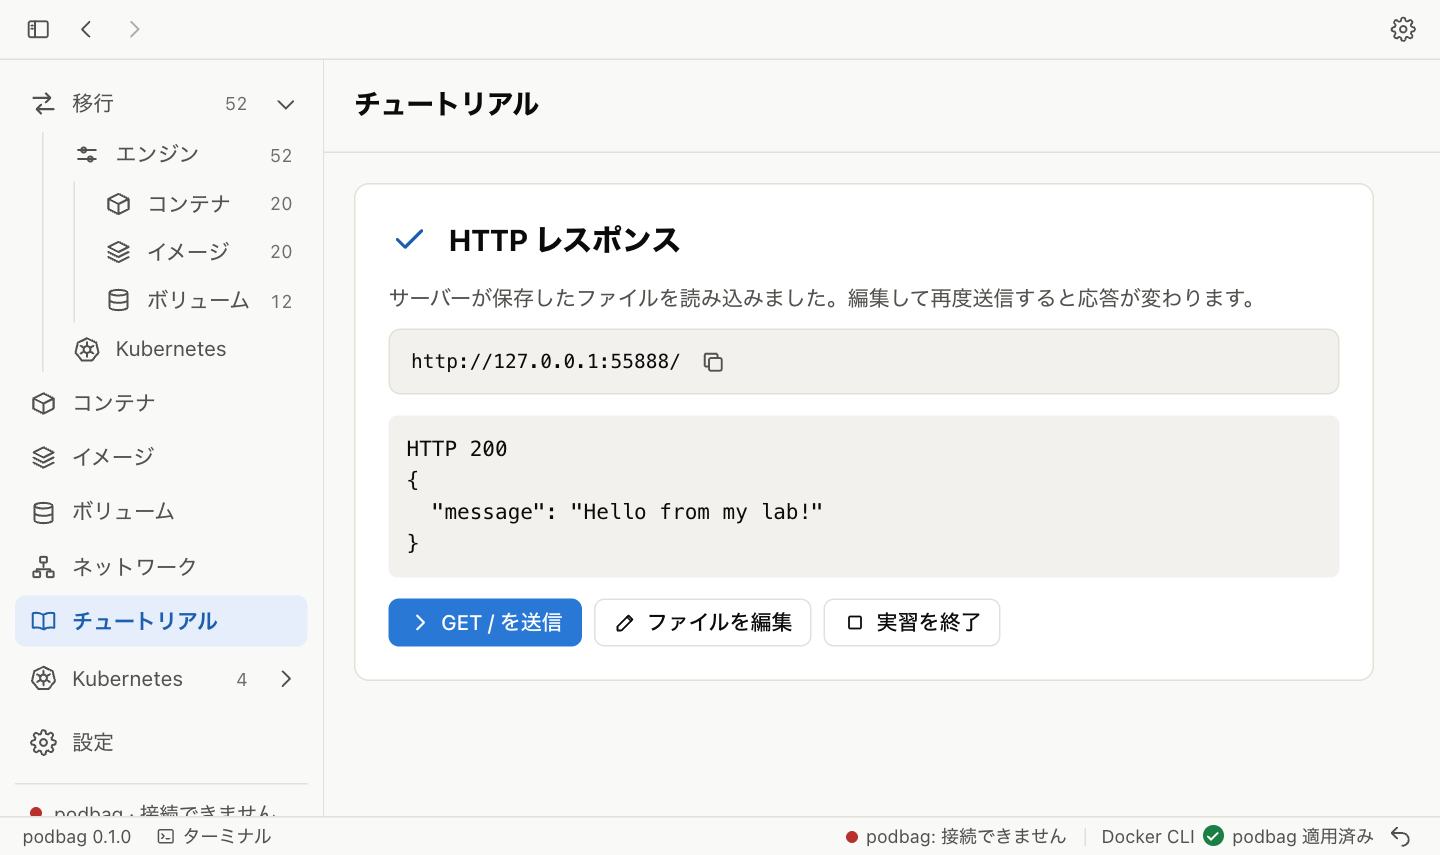 移行 52
エンジン 52
コンテナ 20
イメージ 20
ボリューム 12
Kubernetes
コンテナ
イメージ
ボリューム
ネットワーク
チュートリアル
Kubernetes 4
設定
podbag · 接続できません
チュートリアル
HTTP レスポンス
サーバーが保存したファイルを読み込みました。編集して再度送信すると応答が変わります。
http://127.0.0.1:55888/
HTTP 200
{
  "message": "Hello from my lab!"
}
GET / を送信 ファイルを編集 実習を終了
podbag 0.1.0 ターミナル podbag: 接続できません Docker CLI podbag 適用済み